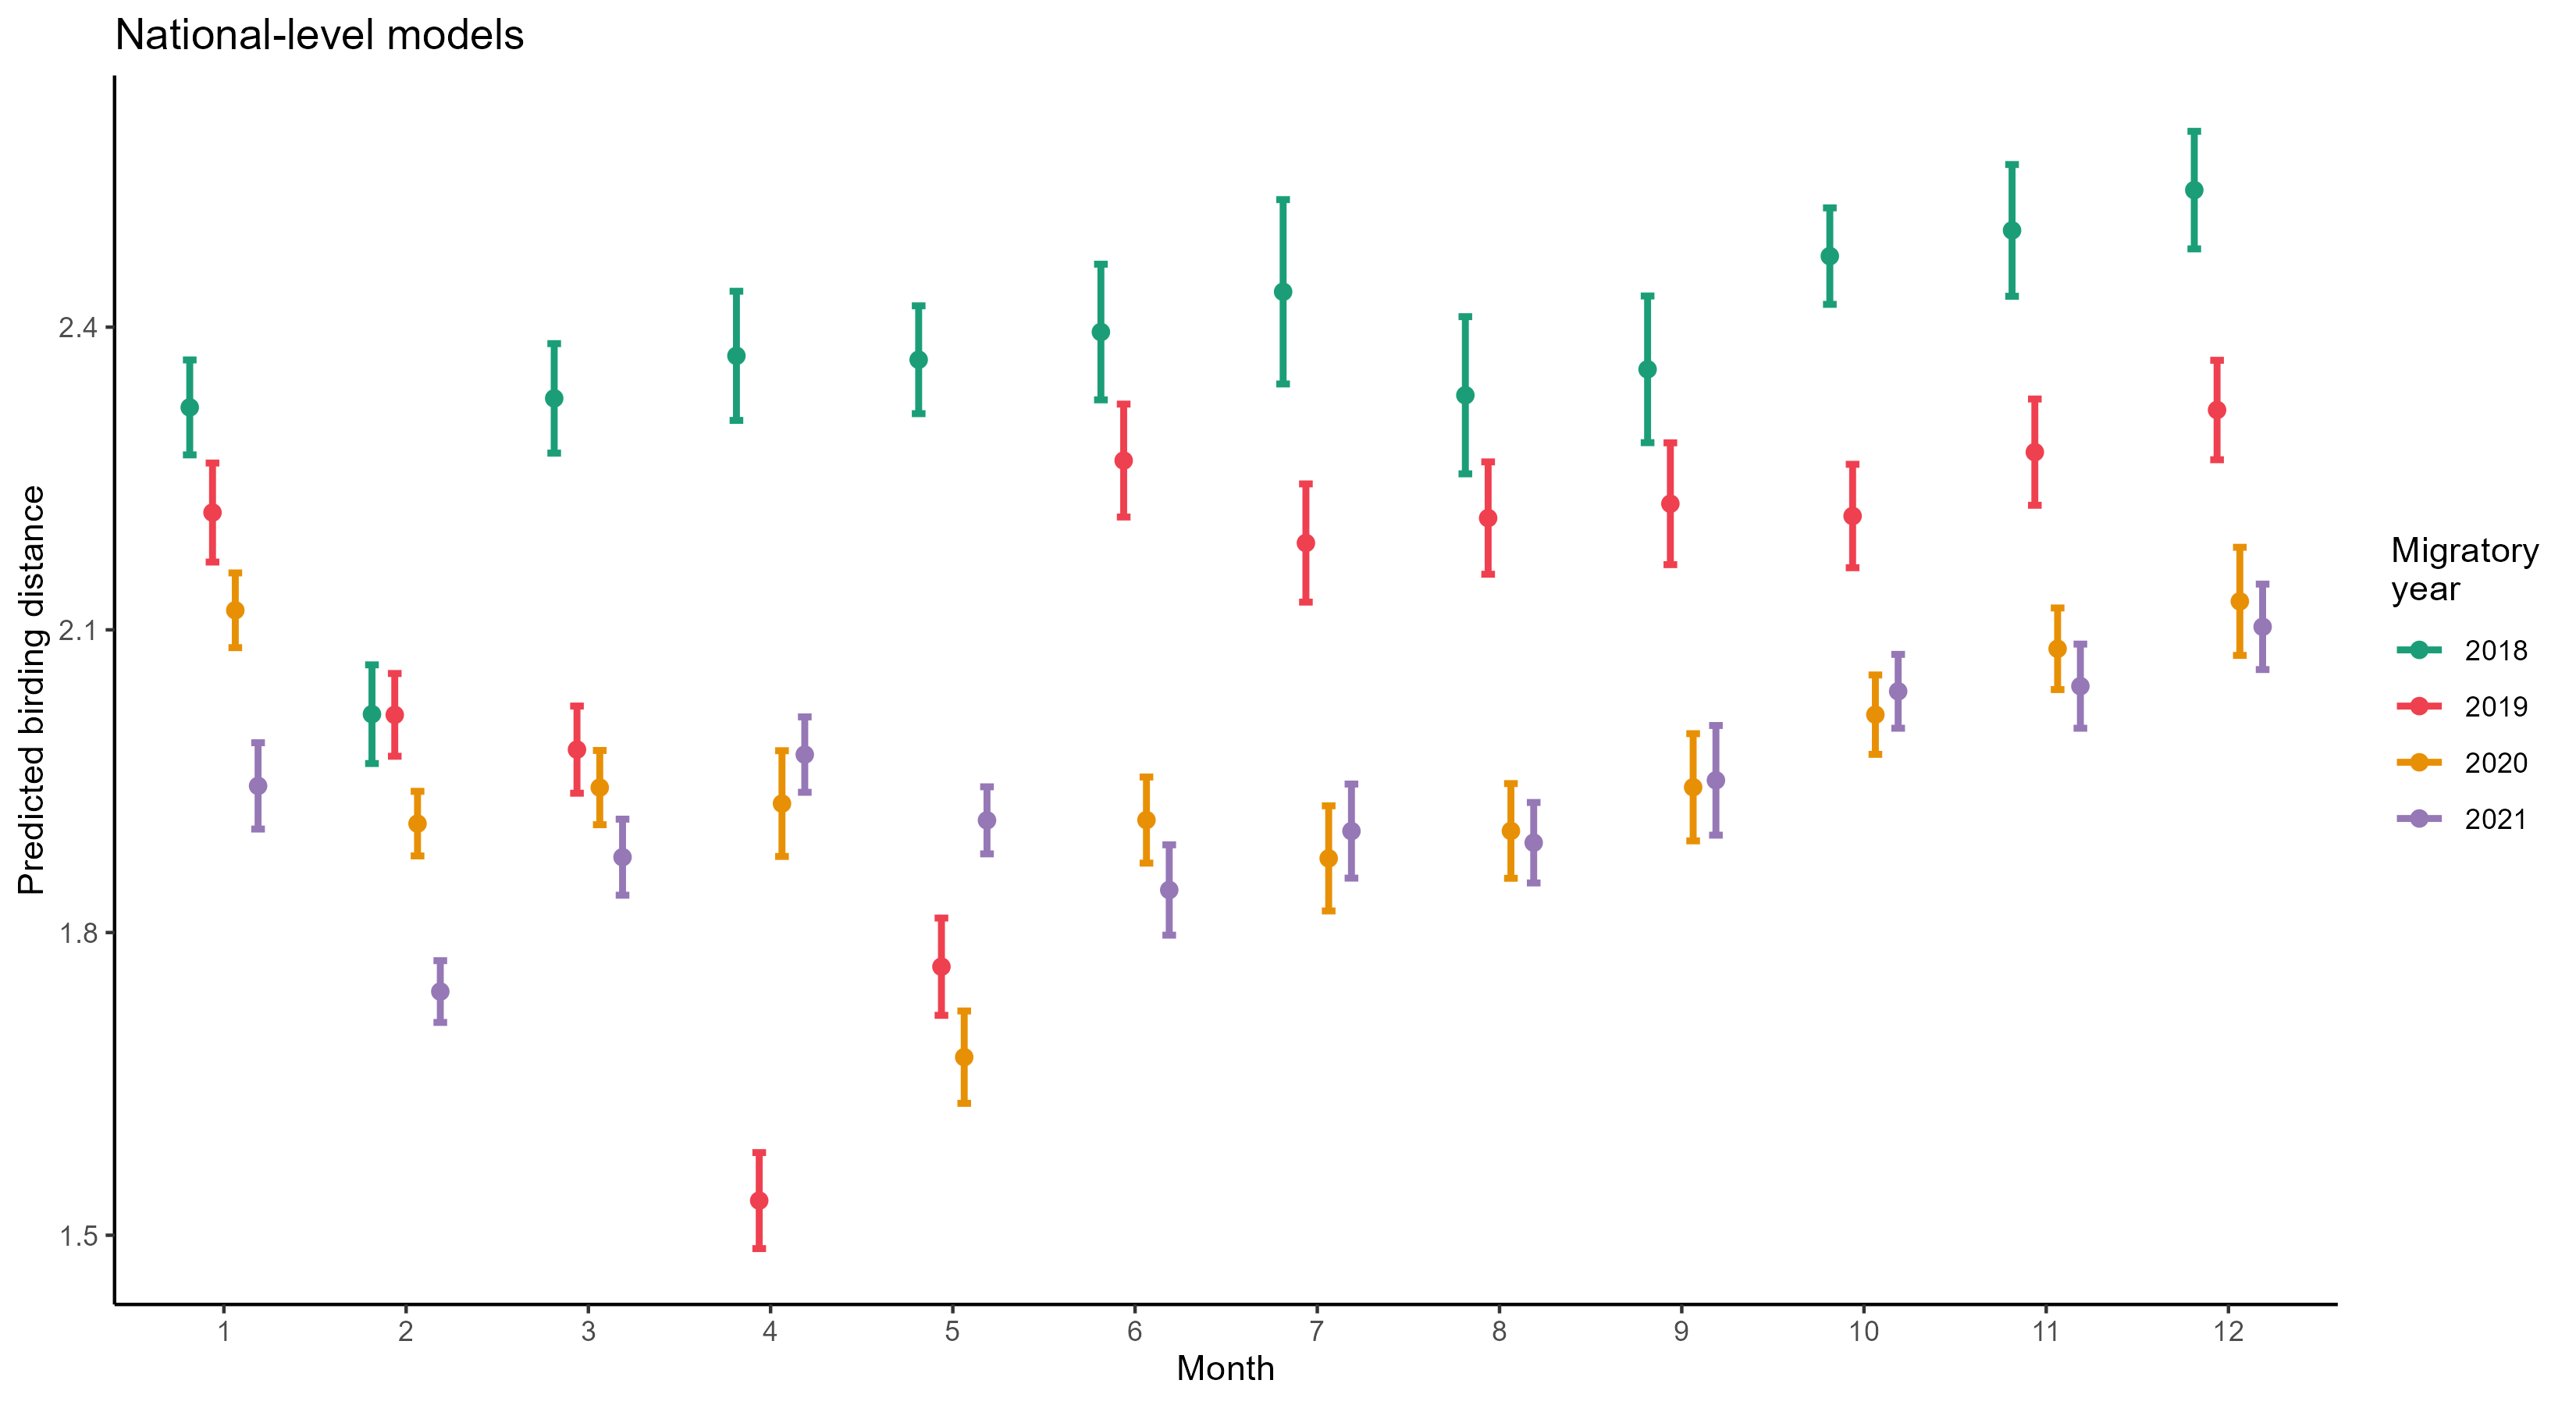 National-level models
Predicted birding distance
2.4
2.1
1.8
1.5
1 2 3 4 5 6 7 8 9 10 11 12
Month
Migratory
year
2018
2019
2020
2021